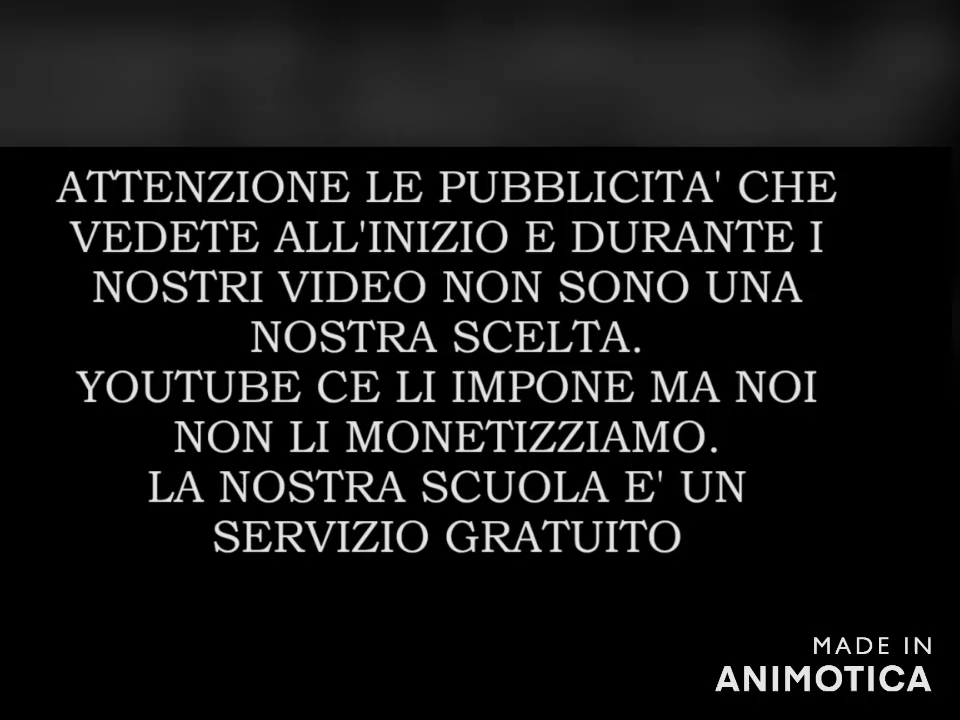 ATTENZIONE LE PUBBLICITA' CHE
VEDETE ALL'INIZIO E DURANTE I
NOSTRI VIDEO NON SONO UNA
NOSTRA SCELTA.
YOUTUBE CE LI IMPONE MA NOI
NON LI MONETIZZIAMO.
LA NOSTRA SCUOLA E' UN
SERVIZIO GRATUITO
MADE IN
ANIMOTICA